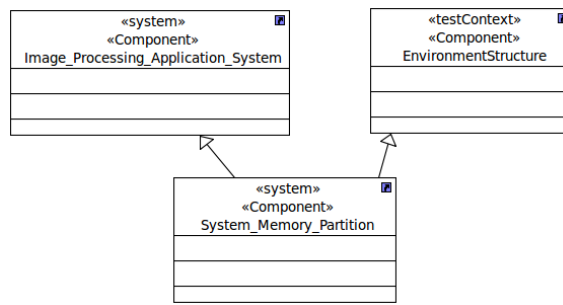 «system»
«Component»
Image_Processing_Application_System
«testContext»
«Component»
EnvironmentStructure
«system»
«Component»
System_Memory_Partition